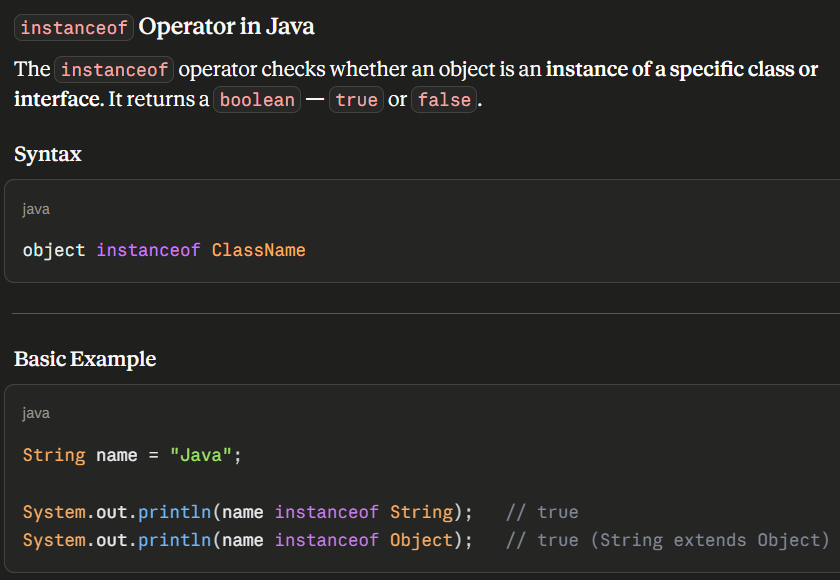 instanceof Operator in Java
The instanceof operator checks whether an object is an instance of a specific class or
interface. It returns a boolean — true or false.
Syntax
java
object instanceof ClassName
Basic Example
java
String name = "Java";
System.out.println(name instanceof String);   // true
System.out.println(name instanceof Object);   // true (String extends Object)